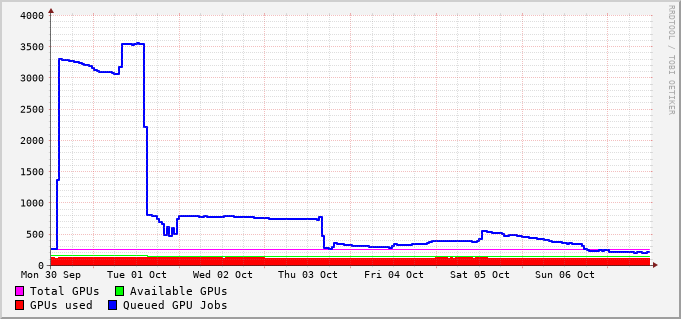 4000
3500
3000
2500
2000
1500
1000
500
0
Mon 30 Sep Tue 01 Oct Wed 02 Oct Thu 03 Oct Fri 04 Oct Sat 05 Oct Sun 06 Oct
Total GPUs Available GPUs
GPUs used Queued GPU Jobs
RRDTOOL / TOBI OETIKER